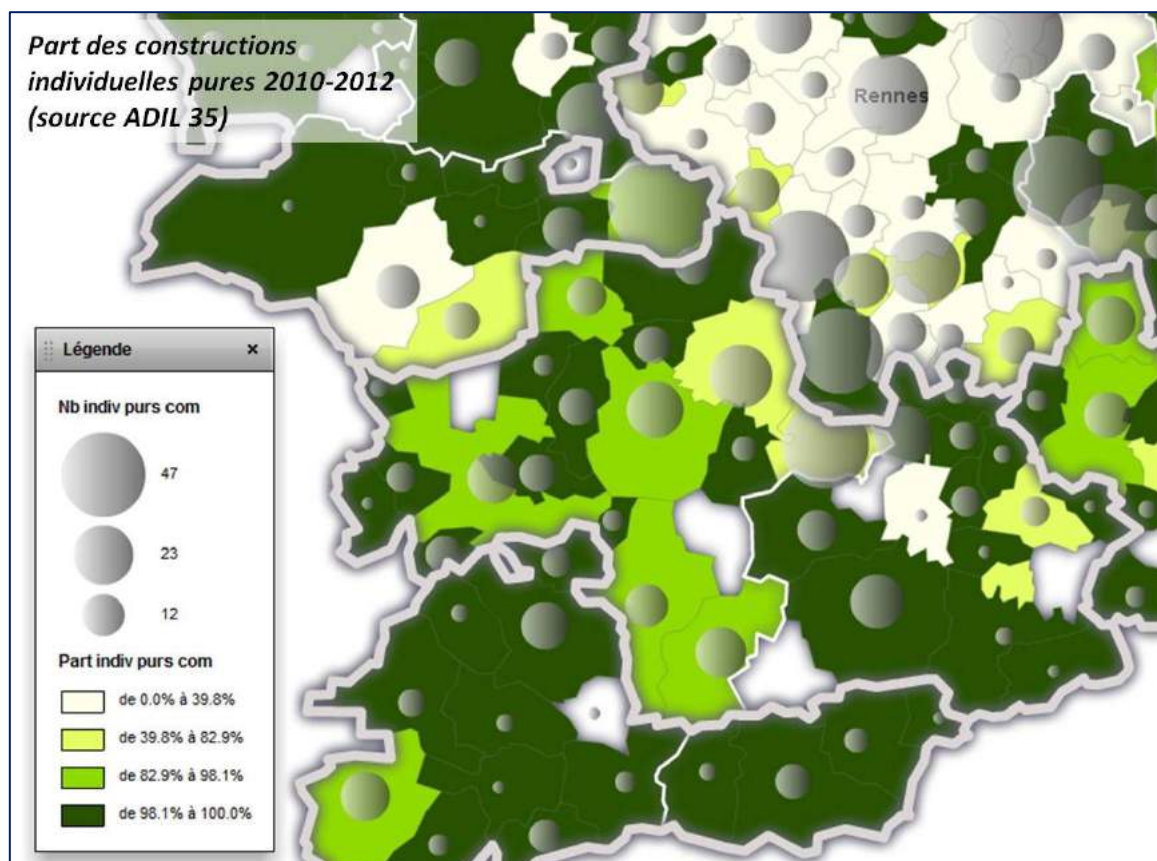 Part des constructions
individuelles pures 2010-2012
(source ADIL 35)
Rennes
Légende ×
Nb indiv purs com
47
23
12
Part indiv purs com
de 0.0% à 39.8%
de 39.8% à 82.9%
de 82.9% à 98.1%
de 98.1% à 100.0%